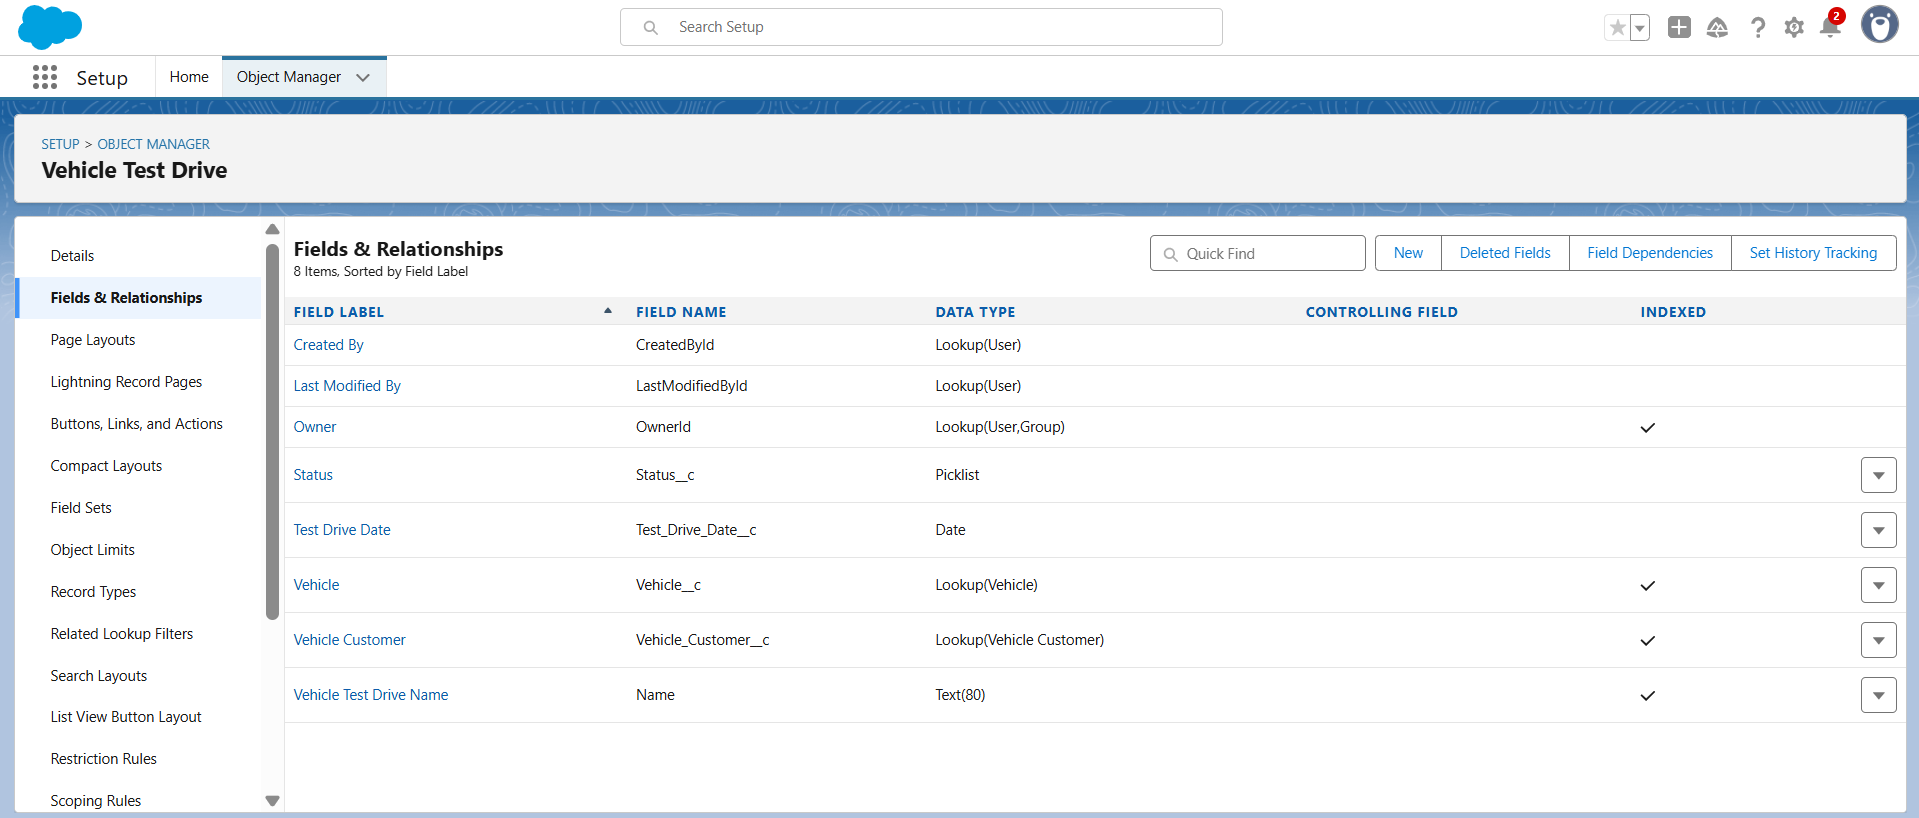 Search Setup
2
Setup
Home
Object Manager
SETUP > OBJECT MANAGER
Vehicle Test Drive
Details
Fields & Relationships
Page Layouts
Lightning Record Pages
Buttons, Links, and Actions
Compact Layouts
Field Sets
Object Limits
Record Types
Related Lookup Filters
Search Layouts
List View Button Layout
Restriction Rules
Scoping Rules
Fields & Relationships
8 Items, Sorted by Field Label
Quick Find
New
Deleted Fields
Field Dependencies
Set History Tracking
FIELD LABEL FIELD NAME DATA TYPE CONTROLLING FIELD INDEXED
Created By CreatedById Lookup(User)
Last Modified By LastModifiedById Lookup(User)
Owner OwnerId Lookup(User,Group)
Status Status__c Picklist
Test Drive Date Test_Drive_Date__c Date
Vehicle Vehicle__c Lookup(Vehicle)
Vehicle Customer Vehicle_Customer__c Lookup(Vehicle Customer)
Vehicle Test Drive Name Name Text(80)